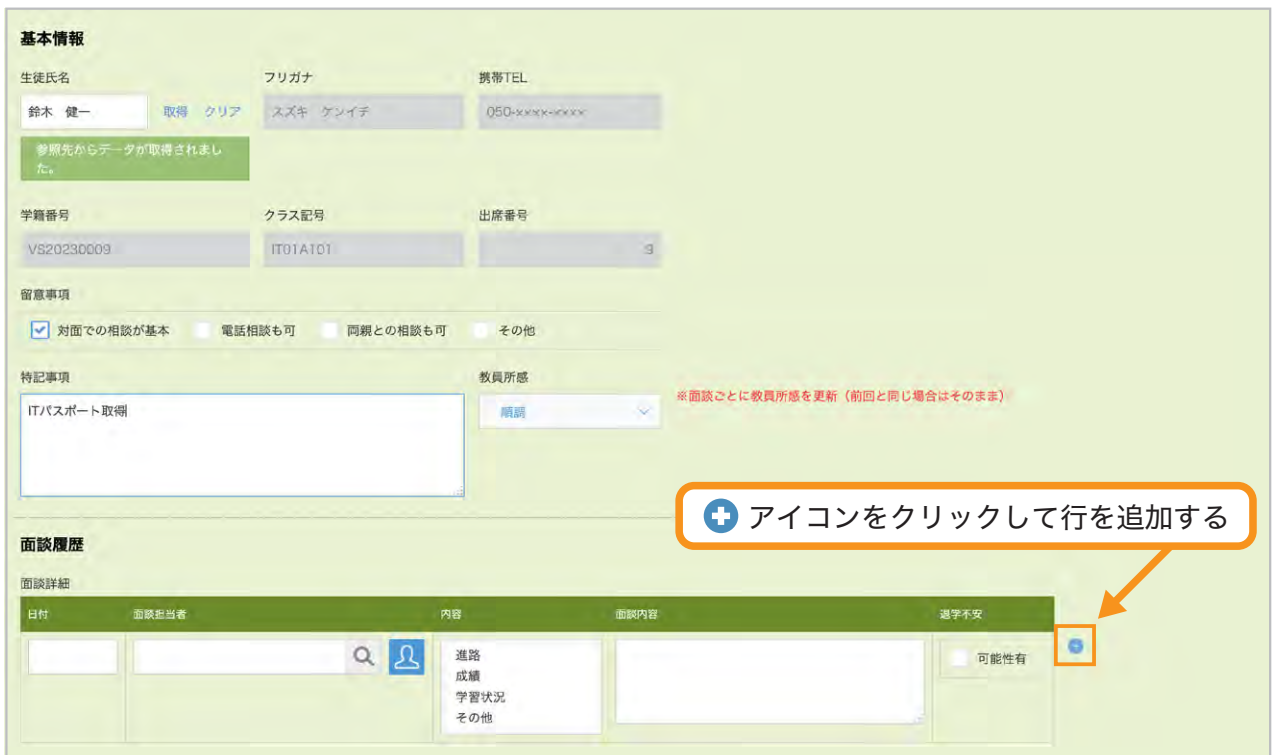 基本情報
生徒氏名 フリガナ 携帯TEL
鈴木　健一 取得 クリア スズキ　ケンイチ 050-xxxx-xxxx
参照先からデータが取得されまし
た。
学籍番号 クラス記号 出席番号
VS20230009 IT01A101 9
留意事項
対面での相談が基本 電話相談も可 両親との相談も可 その他
特記事項 教員所感
ITパスポート取得 順調 ※面談ごとに教員所感を更新（前回と同じ場合はそのまま）
アイコンをクリックして行を追加する
面談履歴
面談詳細
日付 面談担当者 内容 面談内容 退学不安
進路 可能性有
成績
学習状況
その他